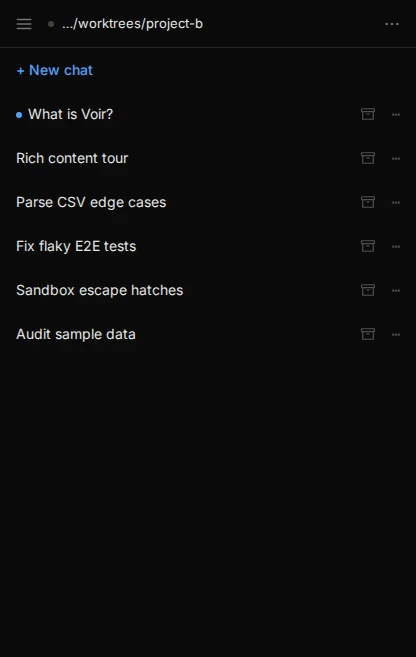 .../worktrees/project-b
+ New chat
What is Voir?
Rich content tour
Parse CSV edge cases
Fix flaky E2E tests
Sandbox escape hatches
Audit sample data